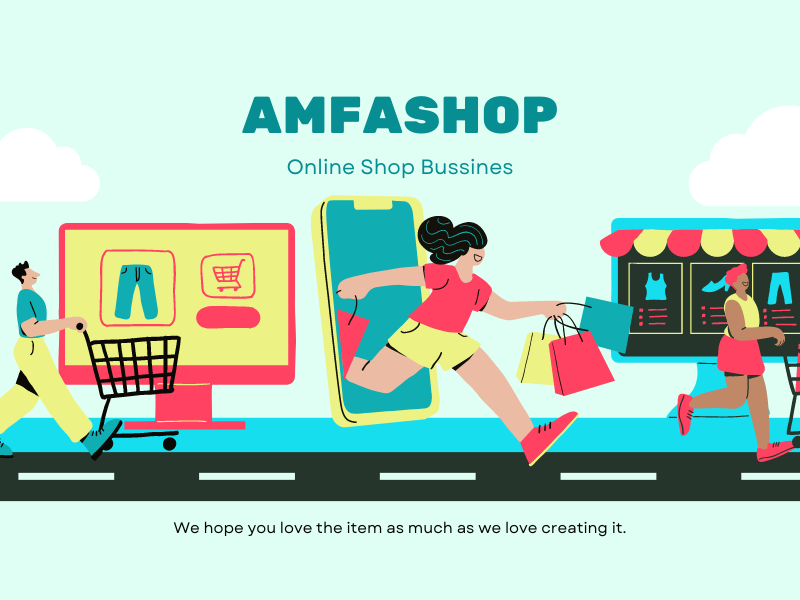 AMFASHOP
Online Shop Bussines
We hope you love the item as much as we love creating it.